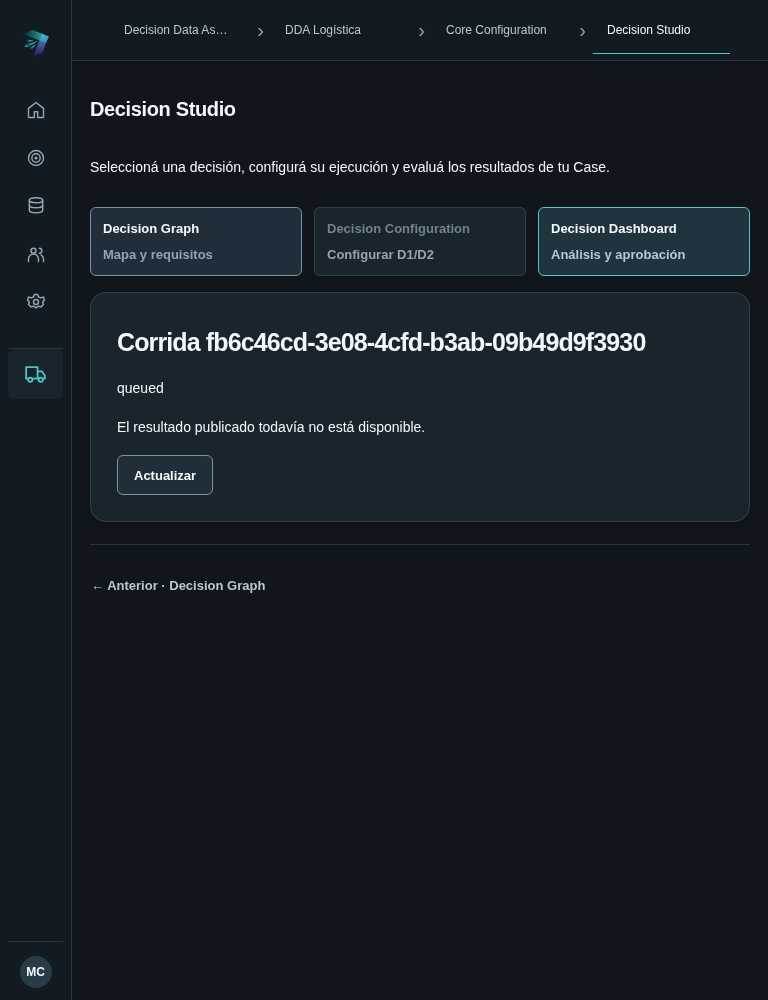 Decision Data As… › DDA Logística › Core Configuration › Decision Studio
Decision Studio
Seleccioná una decisión, configurá su ejecución y evaluá los resultados de tu Case.
Decision Graph
Mapa y requisitos
Decision Configuration
Configurar D1/D2
Decision Dashboard
Análisis y aprobación
Corrida fb6c46cd-3e08-4cfd-b3ab-09b49d9f3930
queued
El resultado publicado todavía no está disponible.
Actualizar
← Anterior · Decision Graph
MC